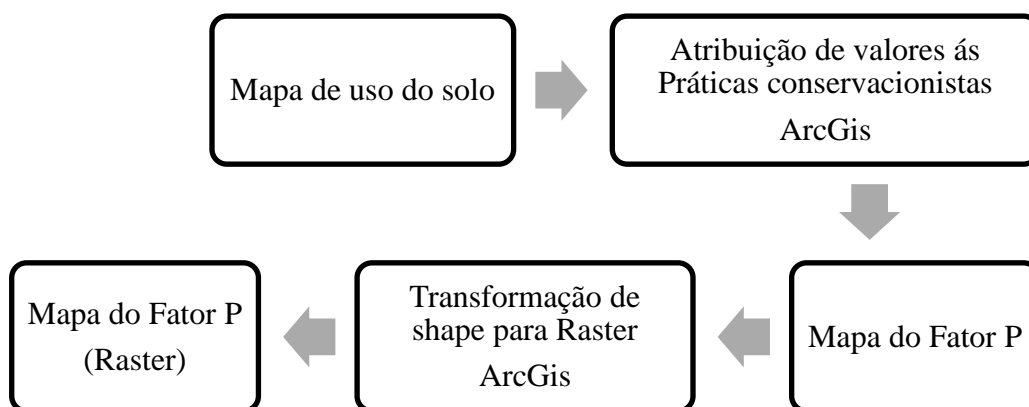 Mapa de uso do solo
Atribuição de valores ás
Práticas conservacionistas
ArcGis
Mapa do Fator P
Transformação de
shape para Raster
ArcGis
Mapa do Fator P
(Raster)